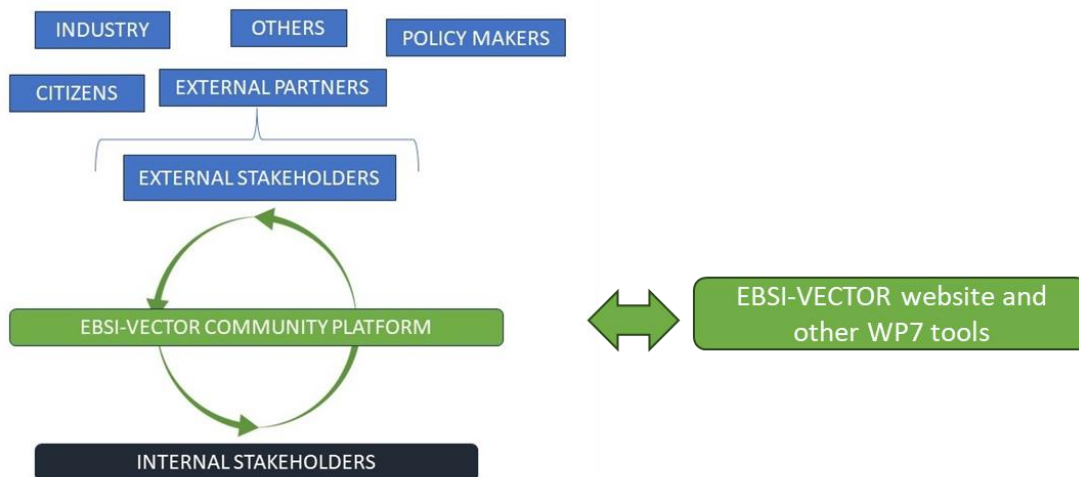 INDUSTRY
OTHERS
POLICY MAKERS
CITIZENS
EXTERNAL PARTNERS
EXTERNAL STAKEHOLDERS
EBSI-VECTOR COMMUNITY PLATFORM
EBSI-VECTOR website and
other WP7 tools
INTERNAL STAKEHOLDERS